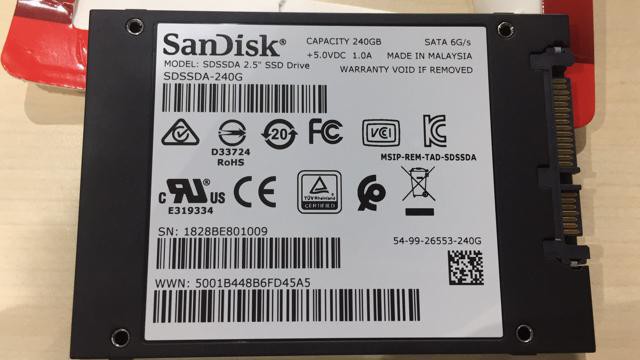 SanDisk®
CAPACITY 240GB SATA 6G/s
+5.0VDC 1.0A MADE IN MALAYSIA
MODEL: SDSSDA 2.5" SSD Drive
WARRANTY VOID IF REMOVED
SDSSDA-240G
D33724
RoHS
20
FC
VCI
KC
MSIP-REM-TAD-SDSSDA
c RU US
E319334
CE
TÜVRheinland
CERTIFIED
SN: 1828BE801009
54-99-26553-240G
WWN: 5001B448B6FD45A5